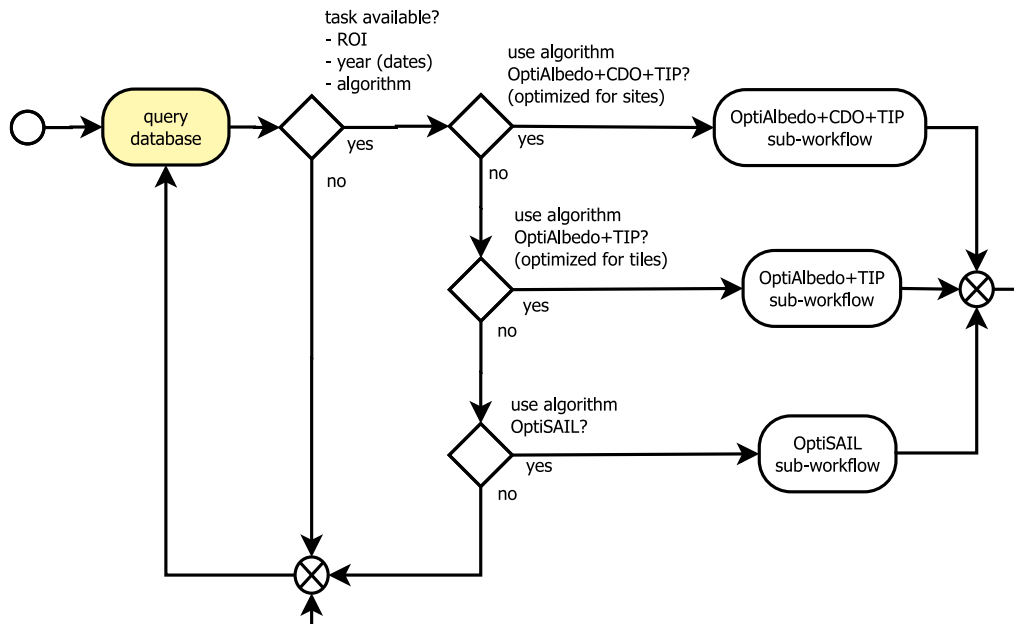 task available?
- ROI
- year (dates)
- algorithm
use algorithm
OptiAlbedo+CDO+TIP?
(optimized for sites)
query
database
yes
no
yes
no
OptiAlbedo+CDO+TIP
sub-workflow
use algorithm
OptiAlbedo+TIP?
(optimized for tiles)
yes
no
OptiAlbedo+TIP
sub-workflow
use algorithm
OptiSAIL?
yes
no
OptiSAIL
sub-workflow